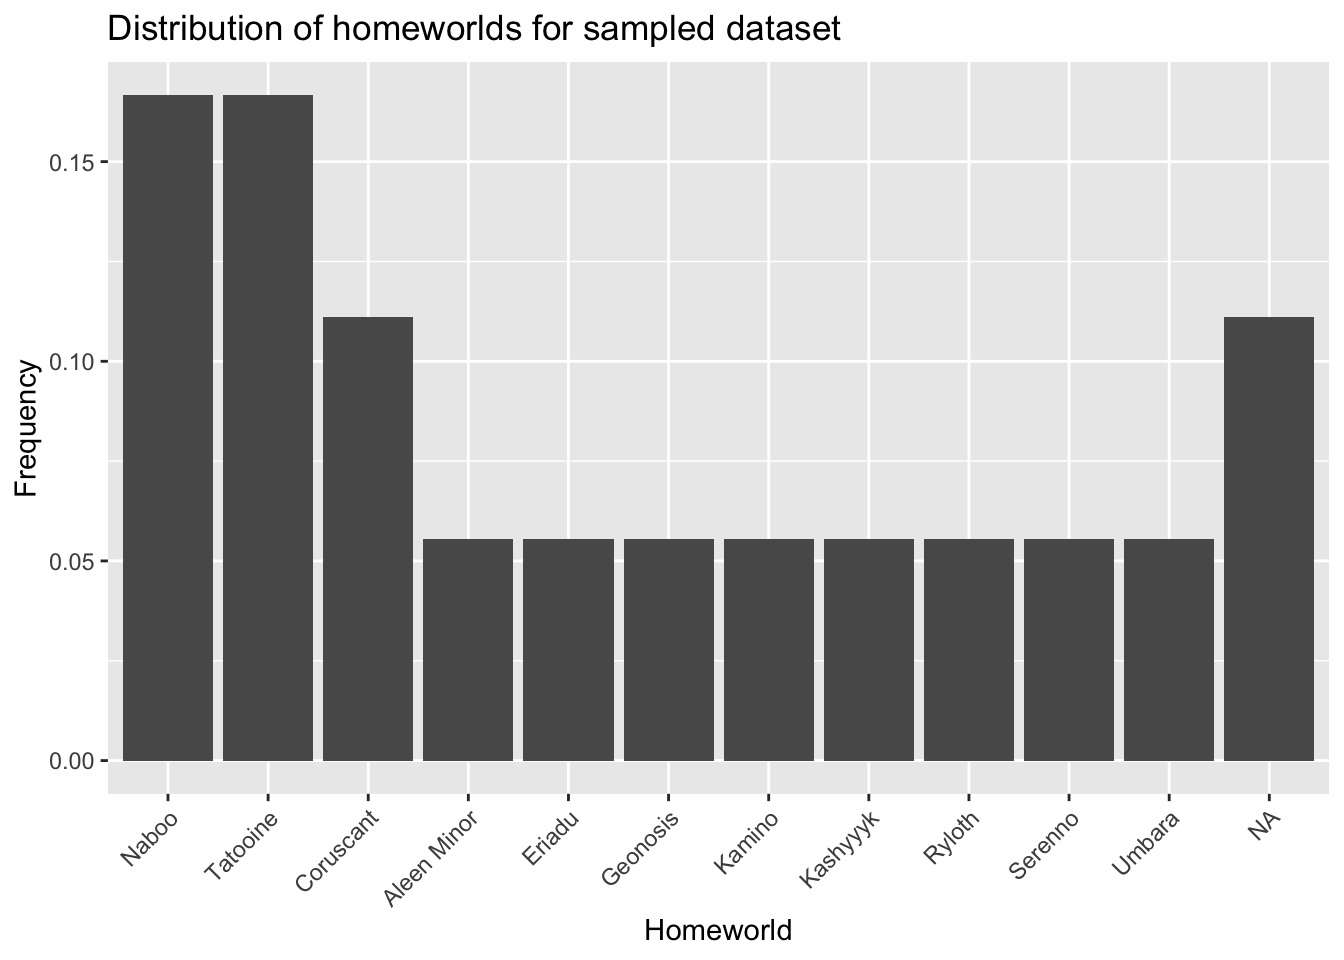 Distribution of homeworlds for sampled dataset
Frequency
0.15
0.10
0.05
0.00
Naboo
Tatooine
Coruscant
Aleen Minor
Eriadu
Geonosis
Kamino
Kashyyyk
Ryloth
Serenno
Umbara
NA
Homeworld